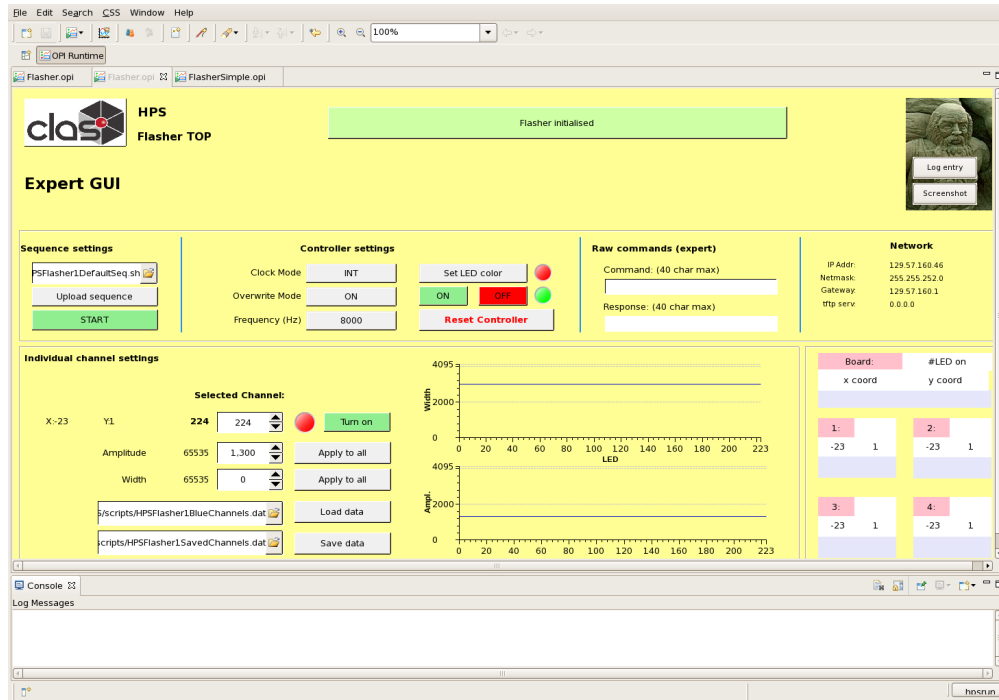 File Edit Search CSS Window Help
100%
OPI Runtime
Flasher.opi Flasher.opi FlasherSimple.opi
clas
HPS
Flasher TOP
Flasher initialised
Expert GUI
Log entry
Screenshot
Sequence settings
PSFlasher1DefaultSeq.sh
Upload sequence
START
Controller settings
Clock Mode INT Set LED color
Overwrite Mode ON ON OFF
Frequency (Hz) 8000 Reset Controller
Raw commands (expert)
Command: (40 char max)
Response: (40 char max)
Network
IP Addr: 129.57.160.46
Netmask: 255.255.252.0
Gateway: 129.57.160.1
tftp serv: 0.0.0.0
Individual channel settings
Selected Channel:
X:-23 Y:1 224 224 Turn on
Amplitude 65535 1,300 Apply to all
Width 65535 0 Apply to all
/scripts/HPSFlasher1BlueChannels.dat Load data
scripts/HPSFlasher1SavedChannels.dat Save data
4095
2000
0
Width
0 20 40 60 80 100 120 140 160 180 200 223
LED
4095
2000
0
Ampl.
0 20 40 60 80 100 120 140 160 180 200 223
Board: #LED on
x coord y coord
1: 2:
-23 1 -23 1
3: 4:
-23 1 -23 1
Console
Log Messages
hpsrun